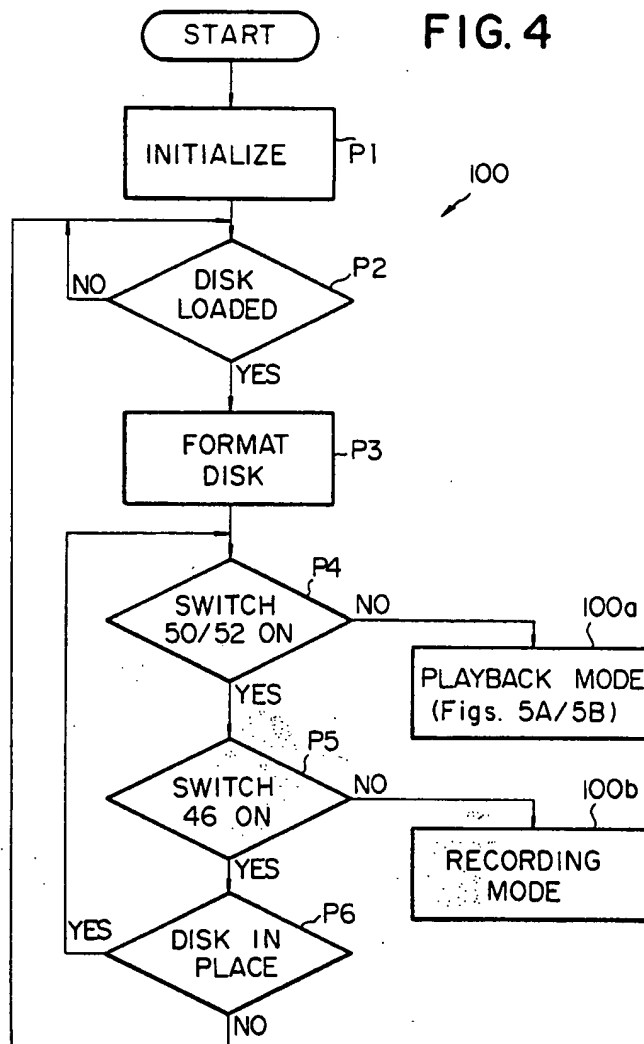 START
FIG. 4
INITIALIZE
P1
100
DISK
LOADED
P2
NO
YES
FORMAT
DISK
P3
SWITCH
50/52 ON
P4
NO
100a
PLAYBACK MODE
(Figs. 5A/5B)
YES
SWITCH
46 ON
P5
NO
100b
RECORDING
MODE
YES
DISK IN
PLACE
P6
YES
NO